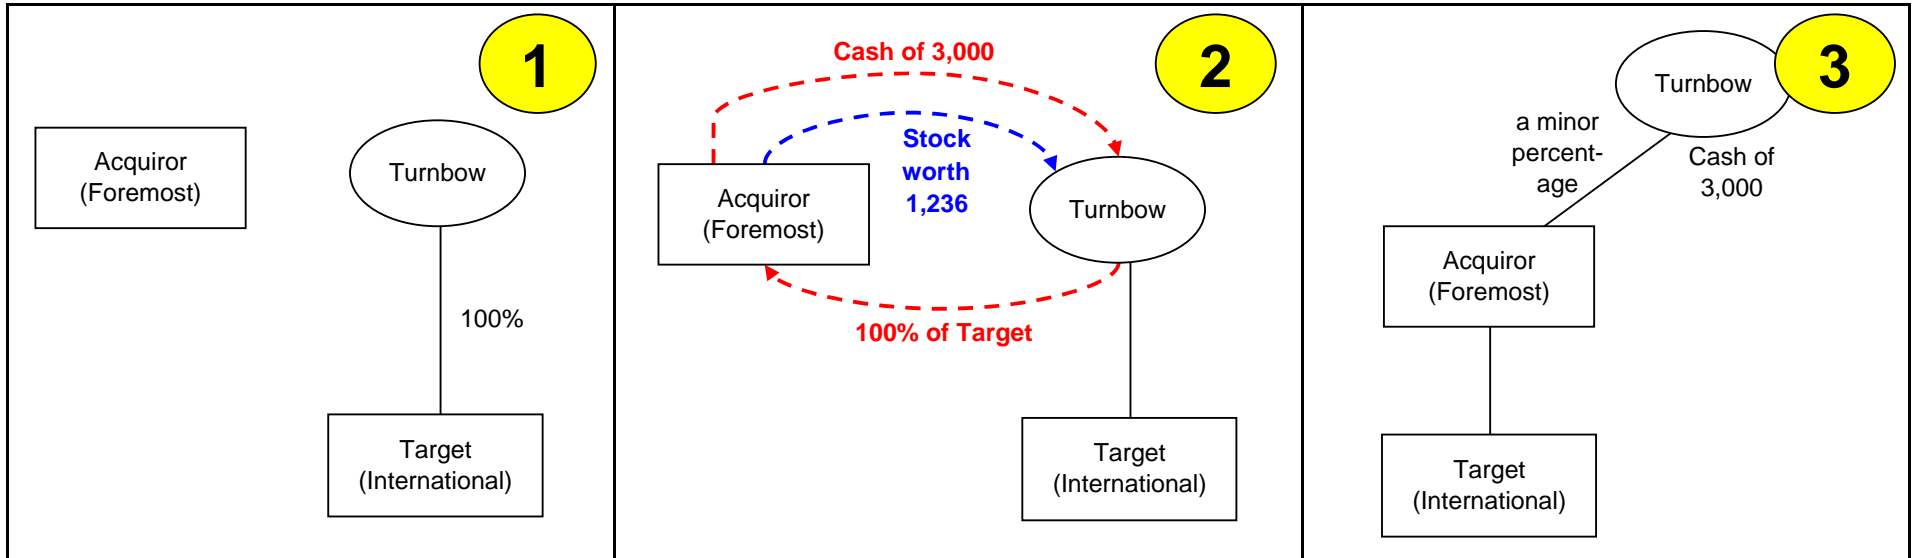 1
Acquiror
(Foremost)
Turnbow
100%
Target
(International)
2
Cash of 3,000
Stock
worth
1,236
Acquiror
(Foremost)
Turnbow
100% of Target
Target
(International)
3
Turnbow
a minor
percent-
age
Cash of
3,000
Acquiror
(Foremost)
Target
(International)